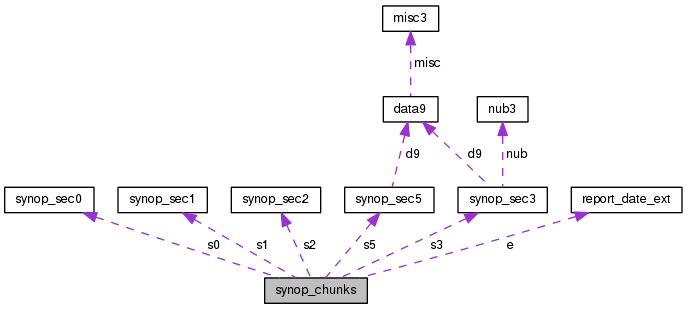 misc3
misc
data9
nub3
d9
d9
nub
synop_sec0
synop_sec1
synop_sec2
synop_sec5
synop_sec3
report_date_ext
s0
s1
s2
s5
s3
e
synop_chunks